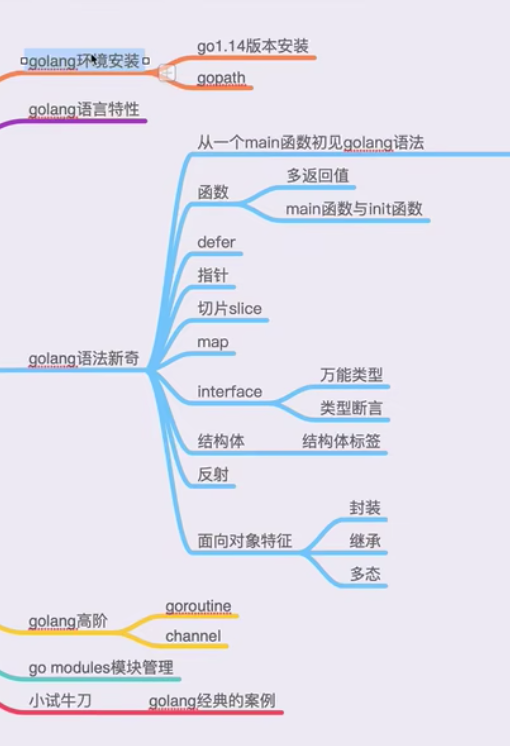 golang环境安装
go1.14版本安装
gopath
golang语言特性
golang语法新奇
从一个main函数初见golang语法
函数
多返回值
main函数与init函数
defer
指针
切片slice
map
interface
万能类型
类型断言
结构体
结构体标签
反射
面向对象特征
封装
继承
多态
golang高阶
goroutine
channel
go modules模块管理
小试牛刀
golang经典的案例